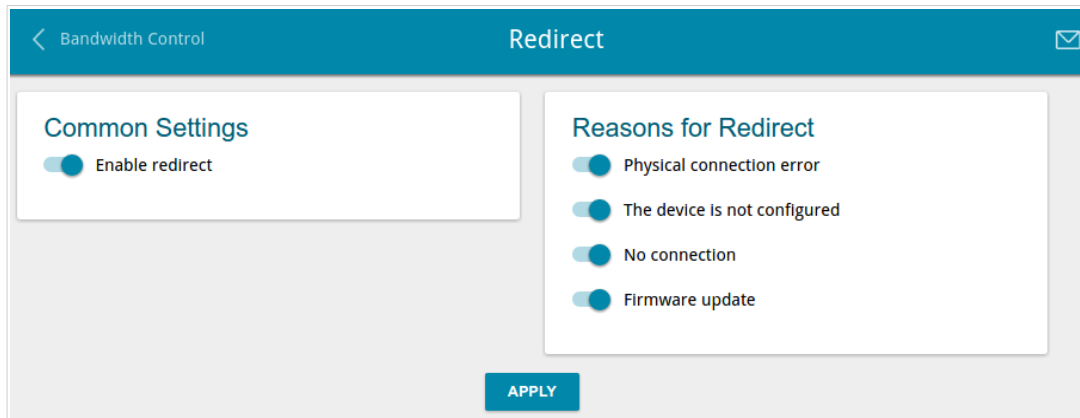 Bandwidth Control
Redirect
Common Settings
Enable redirect
Reasons for Redirect
Physical connection error
The device is not configured
No connection
Firmware update
APPLY